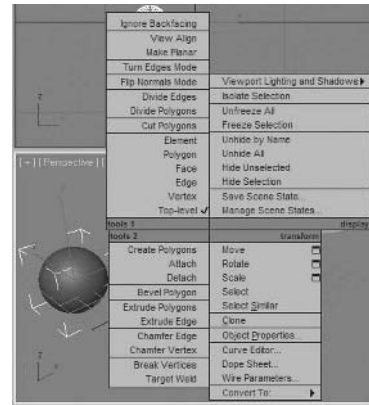 Ignore Backfacing
View Align
Make Planar
Turn Edges Mode
Flip Normals Mode
Divide Edges
Divide Polygons
Cut Polygons
Element
Polygon
Face
Edge
Vertex
Top-level
tools 1
Viewport Lighting and Shadows
Isolate Selection
Unfreeze All
Freeze Selection
Unhide by Name
Unhide All
Hide Unselected
Hide Selection
Save Scene State...
Manage Scene States...
display
tools 2
Create Polygons
Attach
Detach
Bevel Polygon
Extrude Polygons
Extrude Edge
Chamfer Edge
Chamfer Vertex
Break Vertices
Target Weld
transform
Move
Rotate
Scale
Select
Select Similar
Clone
Object Properties...
Curve Editor...
Dope Sheet...
Wire Parameters...
Convert To:
[ + ] [ Perspective ] [
z
z
x